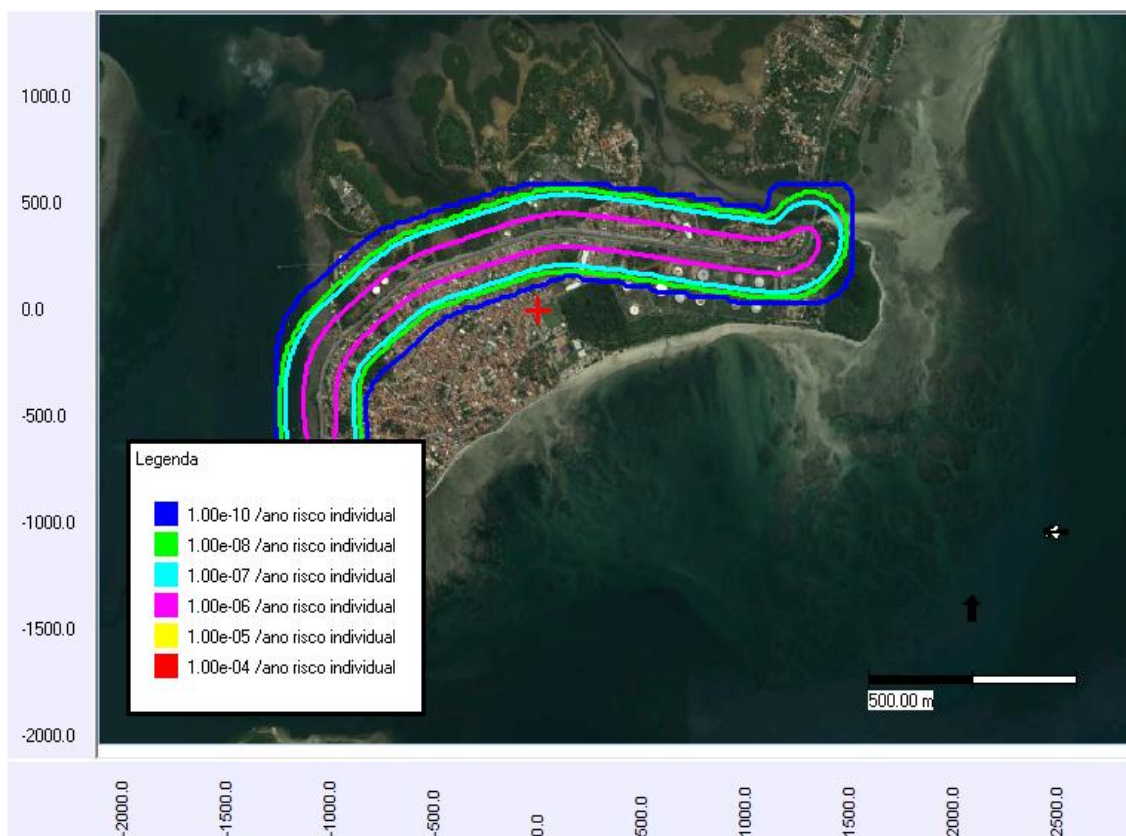 1000.0
500.0
0.0
-500.0
-1000.0
-1500.0
-2000.0
Legenda
1.00e-10 /ano risco individual
1.00e-08 /ano risco individual
1.00e-07 /ano risco individual
1.00e-06 /ano risco individual
1.00e-05 /ano risco individual
1.00e-04 /ano risco individual
500.00 m
-2000.0
-1500.0
-1000.0
-500.0
0.0
500.0
1000.0
1500.0
2000.0
2500.0